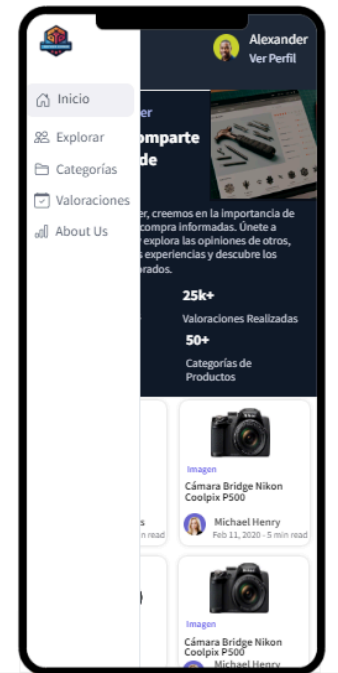 Alexander
Ver Perfil
Inicio
Explorar
Categorías
Valoraciones
About Us
er
omparte
de
er, creemos en la importancia de
compra informadas. Únete a
explora las opiniones de otros,
s experiencias y descubre los
orados.
25k+
Valoraciones Realizadas
50+
Categorías de
Productos
Imagen
Cámara Bridge Nikon
Coolpix P500
s
Michael Henry
n read
Feb 11, 2020 - 5 min read
Imagen
Cámara Bridge Nikon
Coolpix P500
Michael Henry